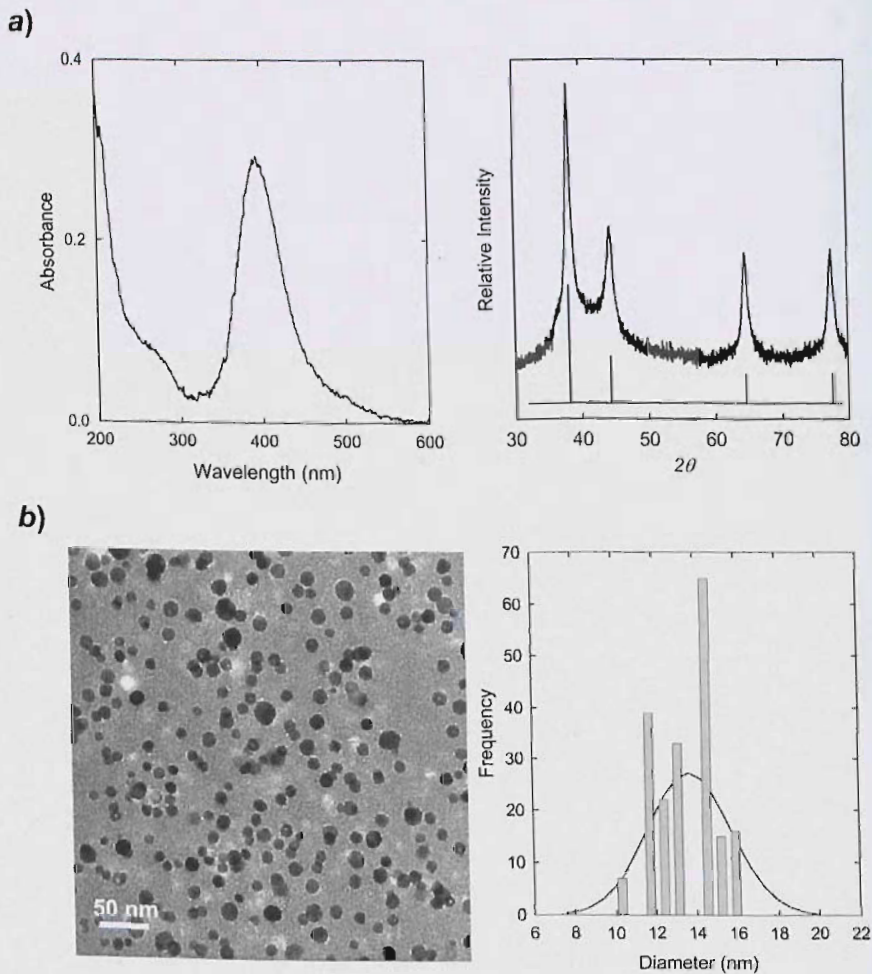 a)
0.4
0.2
0.0
Absorbance
200 300 400 500 600
Wavelength (nm)
Relative Intensity
30 40 50 60 70 80
2θ
b)
50 nm
70
60
50
40
30
20
10
0
Frequency
6 8 10 12 14 16 18 20 22
Diameter (nm)